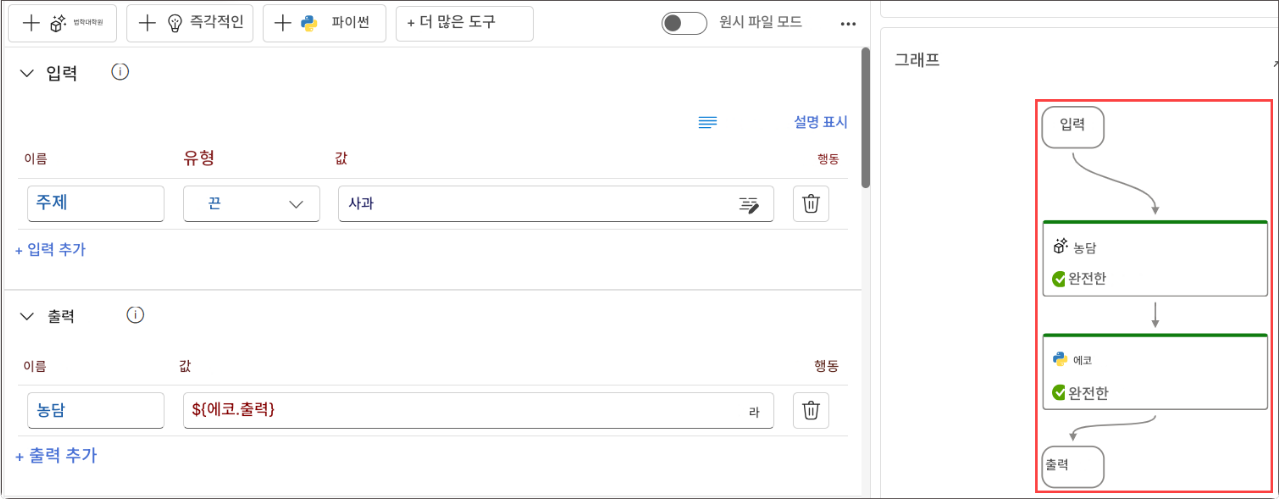 법학대학원
즉각적인
파이썬
+ 더 많은 도구
원시 파일 모드
입력
설명 표시
이름 유형 값 행동
주제 끈 사과
+ 입력 추가
출력
이름 값 행동
농담 ${에코.출력} 라
+ 출력 추가
그래프
입력
농담
완전한
에코
완전한
출력